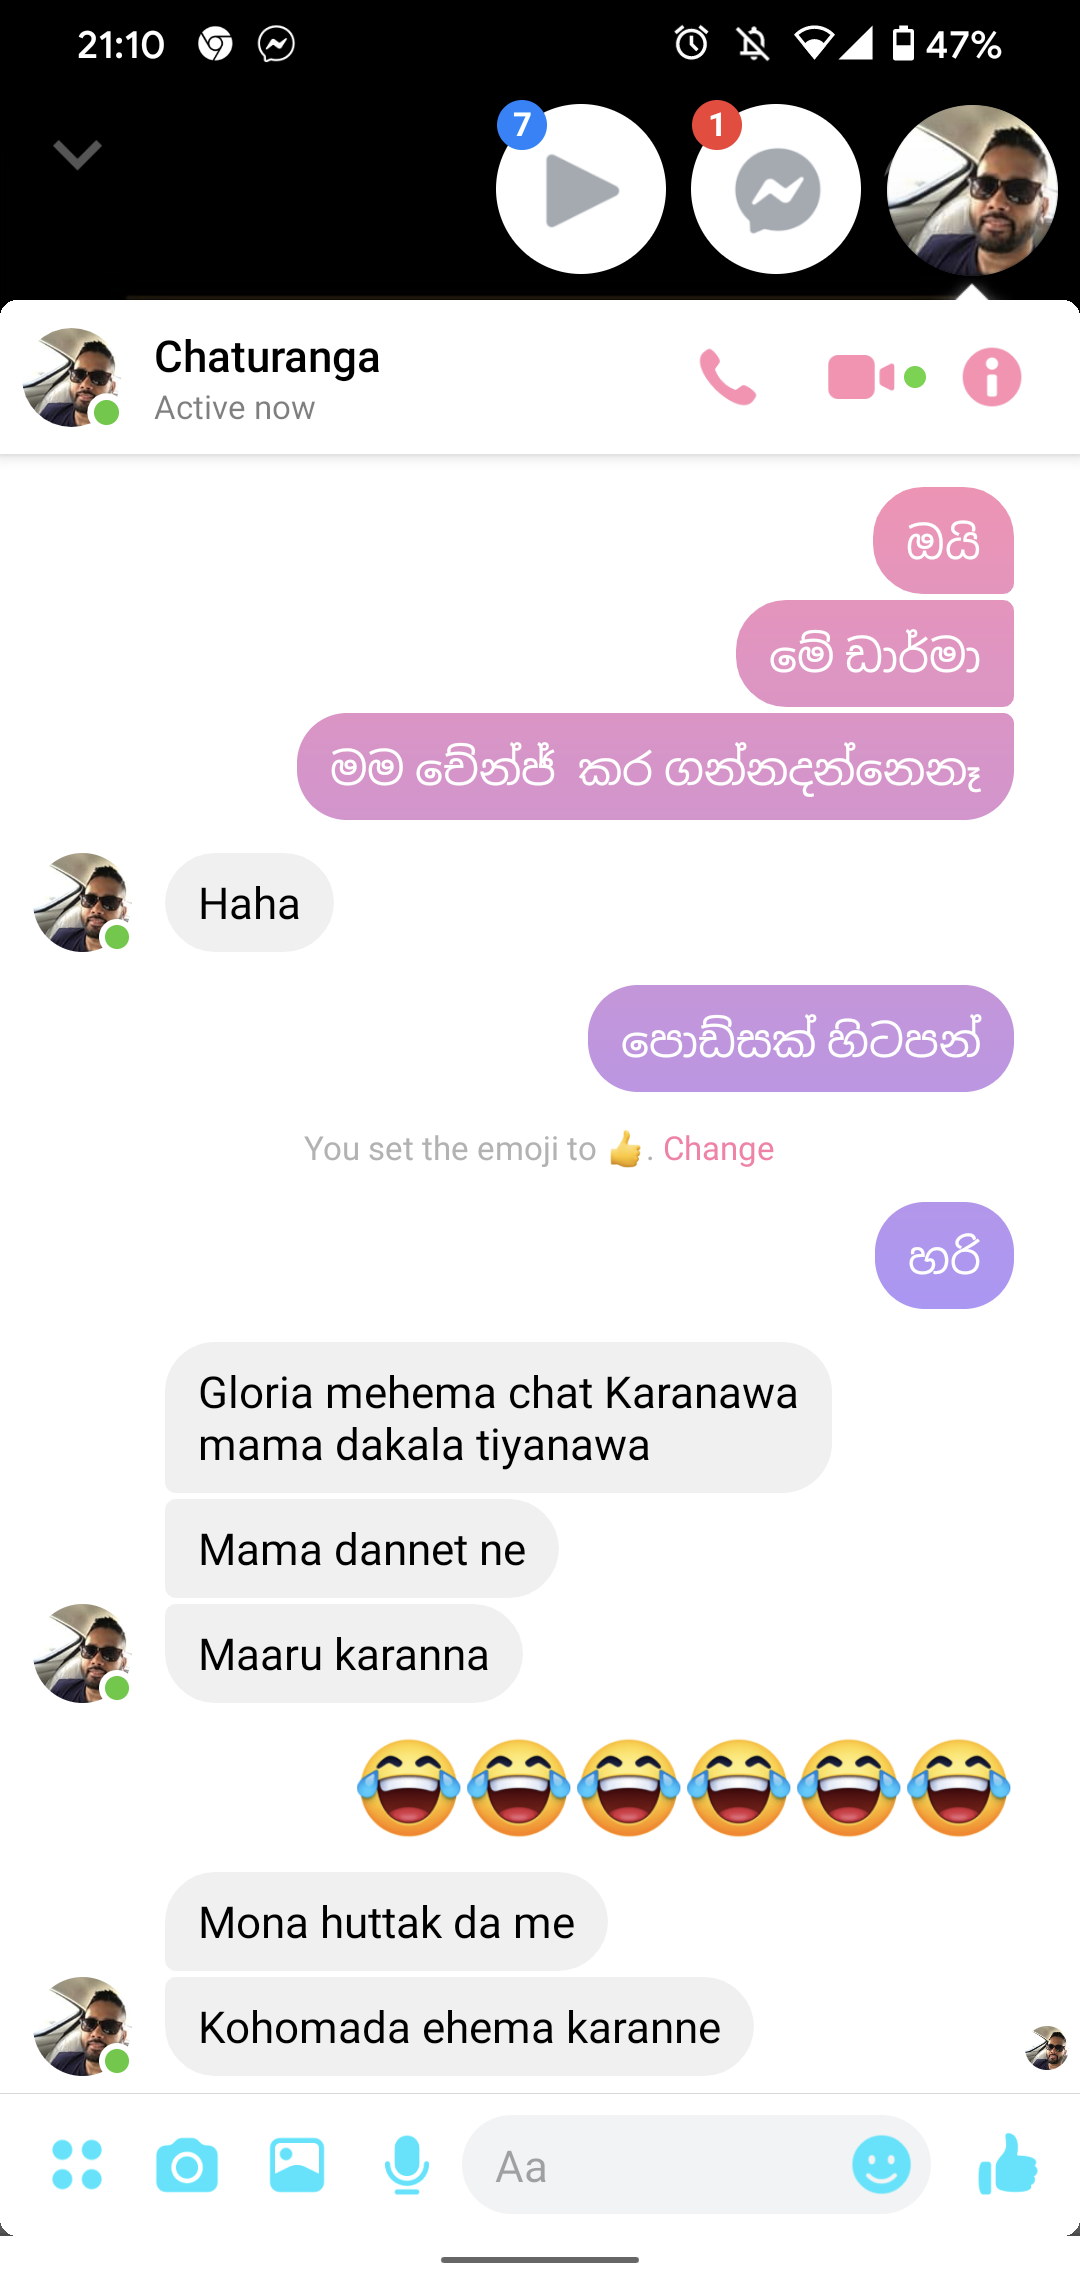 21:10
47%
7
1
Chaturanga
Active now
ඔයි
මේ ඩාර්මා
මම චේන්ජ් කර ගන්නදන්නෙනෑ
Haha
පොඩ්සක් හිටපන්
You set the emoji to 👍. Change
හරි
Gloria mehema chat Karanawa
mama dakala tiyanawa
Mama dannet ne
Maaru karanna
😂😂😂😂😂😂
Mona huttak da me
Kohomada ehema karanne
Aa